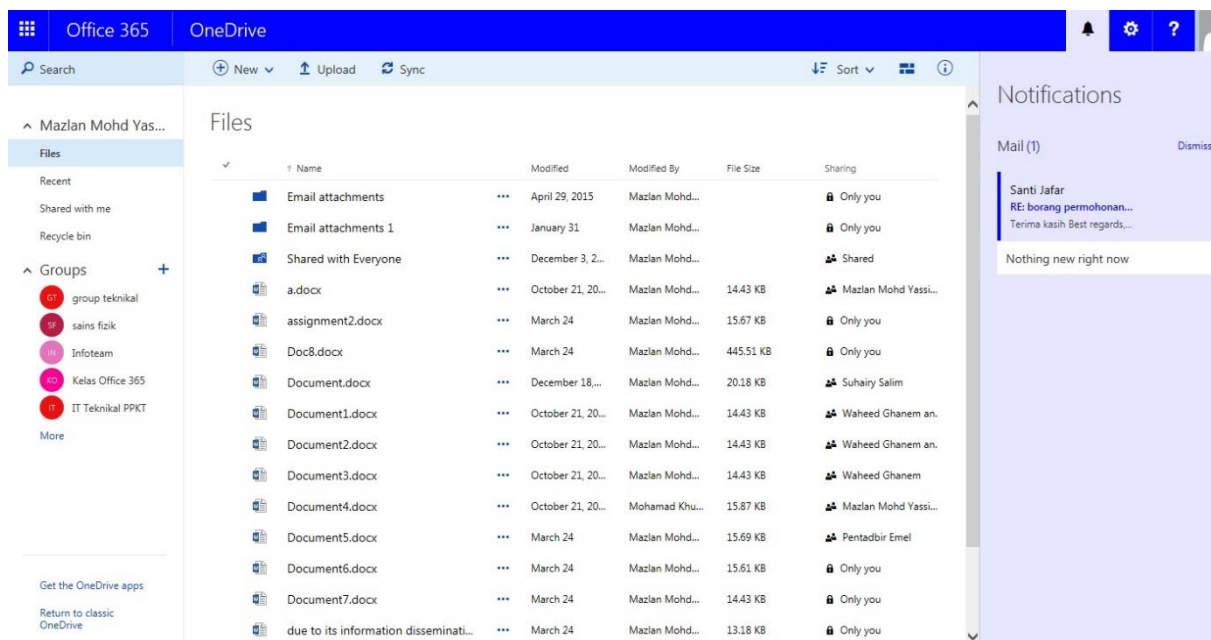 Office 365 OneDrive ?
Search New Upload Sync Sort
Mazlan Mohd Yas...
Files
Recent
Shared with me
Recycle bin
Groups +
GT group teknikal
SF sains fizik
IN Infoteam
KO Kelas Office 365
IT IT Teknikal PPKT
More
Get the OneDrive apps
Return to classic
OneDrive
Files
Name Modified Modified By File Size Sharing
Email attachments ... April 29, 2015 Mazlan Mohd... Only you
Email attachments 1 ... January 31 Mazlan Mohd... Only you
Shared with Everyone ... December 3, 2... Mazlan Mohd... Shared
a.docx ... October 21, 20... Mazlan Mohd... 14.43 KB Mazlan Mohd Yassi...
assignment2.docx ... March 24 Mazlan Mohd... 15.67 KB Only you
Doc8.docx ... March 24 Mazlan Mohd... 445.51 KB Only you
Document.docx ... December 18,... Mazlan Mohd... 20.18 KB Suhairy Salim
Document1.docx ... October 21, 20... Mazlan Mohd... 14.43 KB Waheed Ghanem an.
Document2.docx ... October 21, 20... Mazlan Mohd... 14.43 KB Waheed Ghanem an.
Document3.docx ... October 21, 20... Mazlan Mohd... 14.43 KB Waheed Ghanem
Document4.docx ... October 21, 20... Mohamad Khu... 15.87 KB Mazlan Mohd Yassi...
Document5.docx ... March 24 Mazlan Mohd... 15.69 KB Pentadbir Emel
Document6.docx ... March 24 Mazlan Mohd... 15.61 KB Only you
Document7.docx ... March 24 Mazlan Mohd... 14.43 KB Only you
due to its information disseminati... ... March 24 Mazlan Mohd... 13.18 KB Only you
Notifications
Mail (1) Dismiss
Santi Jafar
RE: borang permohonan...
Terima kasih Best regards,...
Nothing new right now